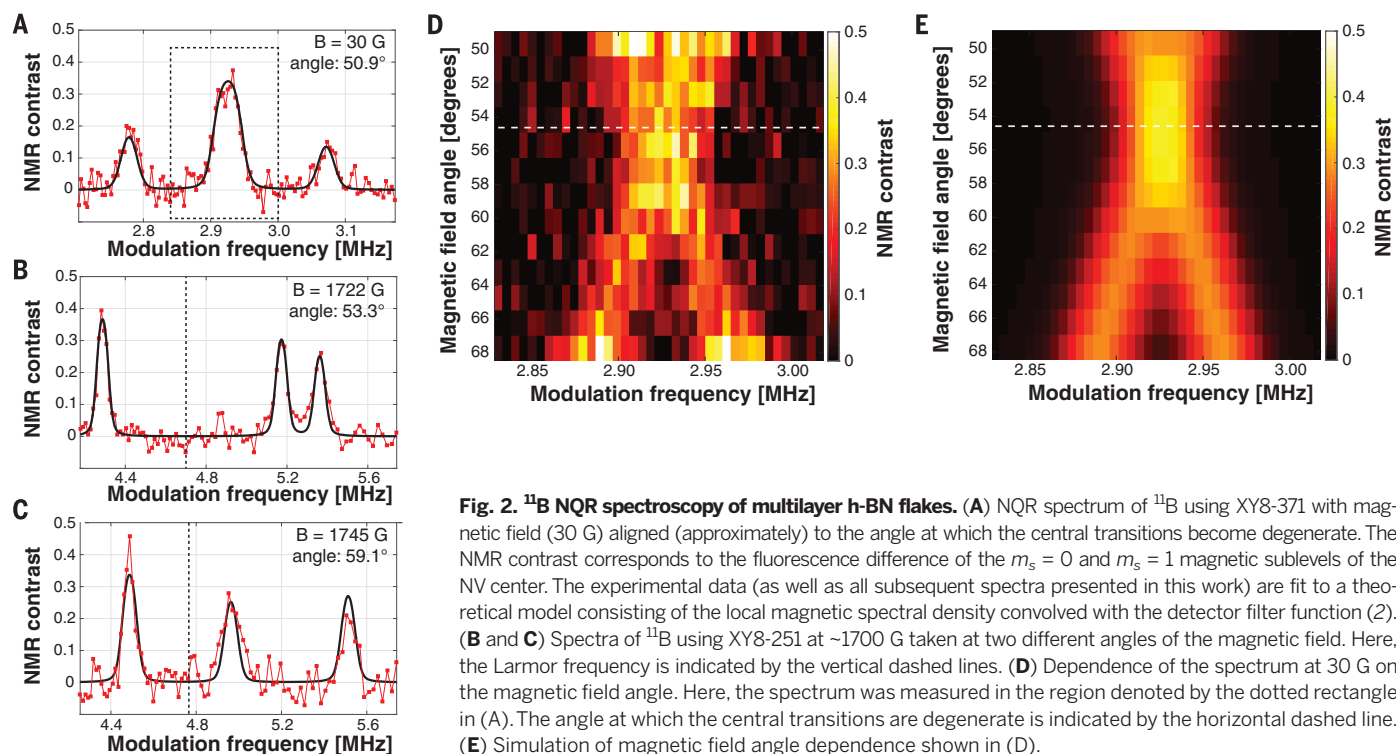 A
B = 30 G
angle: 50.9°
NMR contrast
0.5
0.4
0.3
0.2
0.1
0
2.8 2.9 3.0 3.1
Modulation frequency [MHz]
B
B = 1722 G
angle: 53.3°
NMR contrast
0.5
0.4
0.3
0.2
0.1
0
4.4 4.8 5.2 5.6
Modulation frequency [MHz]
C
B = 1745 G
angle: 59.1°
NMR contrast
0.5
0.4
0.3
0.2
0.1
0
4.4 4.8 5.2 5.6
Modulation frequency [MHz]
D
Magnetic field angle [degrees]
50
52
54
56
58
60
62
64
66
68
2.85 2.90 2.95 3.00
Modulation frequency [MHz]
0.5
0.4
0.3
0.2
0.1
0
NMR contrast
E
Magnetic field angle [degrees]
50
52
54
56
58
60
62
64
66
68
2.85 2.90 2.95 3.00
Modulation frequency [MHz]
0.5
0.4
0.3
0.2
0.1
0
NMR contrast
Fig. 2. ¹¹B NQR spectroscopy of multilayer h-BN flakes. (A) NQR spectrum of ¹¹B using XY8-371 with mag-
netic field (30 G) aligned (approximately) to the angle at which the central transitions become degenerate. The
NMR contrast corresponds to the fluorescence difference of the mₛ = 0 and mₛ = 1 magnetic sublevels of the
NV center. The experimental data (as well as all subsequent spectra presented in this work) are fit to a theo-
retical model consisting of the local magnetic spectral density convolved with the detector filter function (2).
(B and C) Spectra of ¹¹B using XY8-251 at ~1700 G taken at two different angles of the magnetic field. Here,
the Larmor frequency is indicated by the vertical dashed lines. (D) Dependence of the spectrum at 30 G on
the magnetic field angle. Here, the spectrum was measured in the region denoted by the dotted rectangle
in (A). The angle at which the central transitions are degenerate is indicated by the horizontal dashed line.
(E) Simulation of magnetic field angle dependence shown in (D).